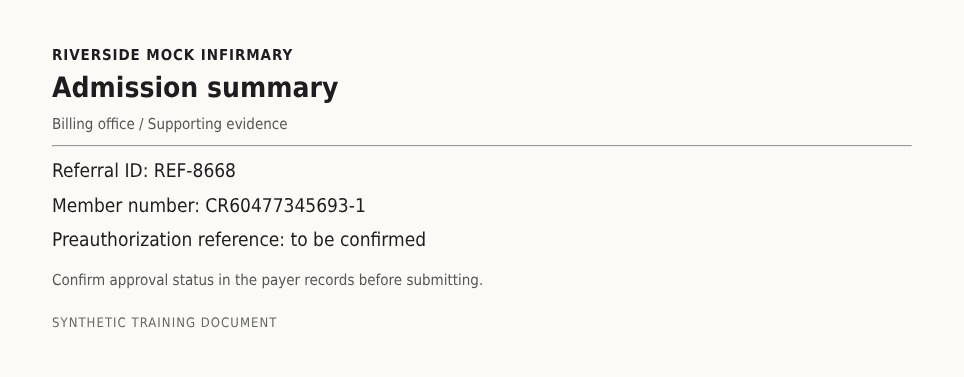 RIVERSIDE MOCK INFIRMARY
Admission summary
Billing office / Supporting evidence
Referral ID: REF-8668
Member number: CR60477345693-1
Preauthorization reference: to be confirmed
Confirm approval status in the payer records before submitting.
SYNTHETIC TRAINING DOCUMENT